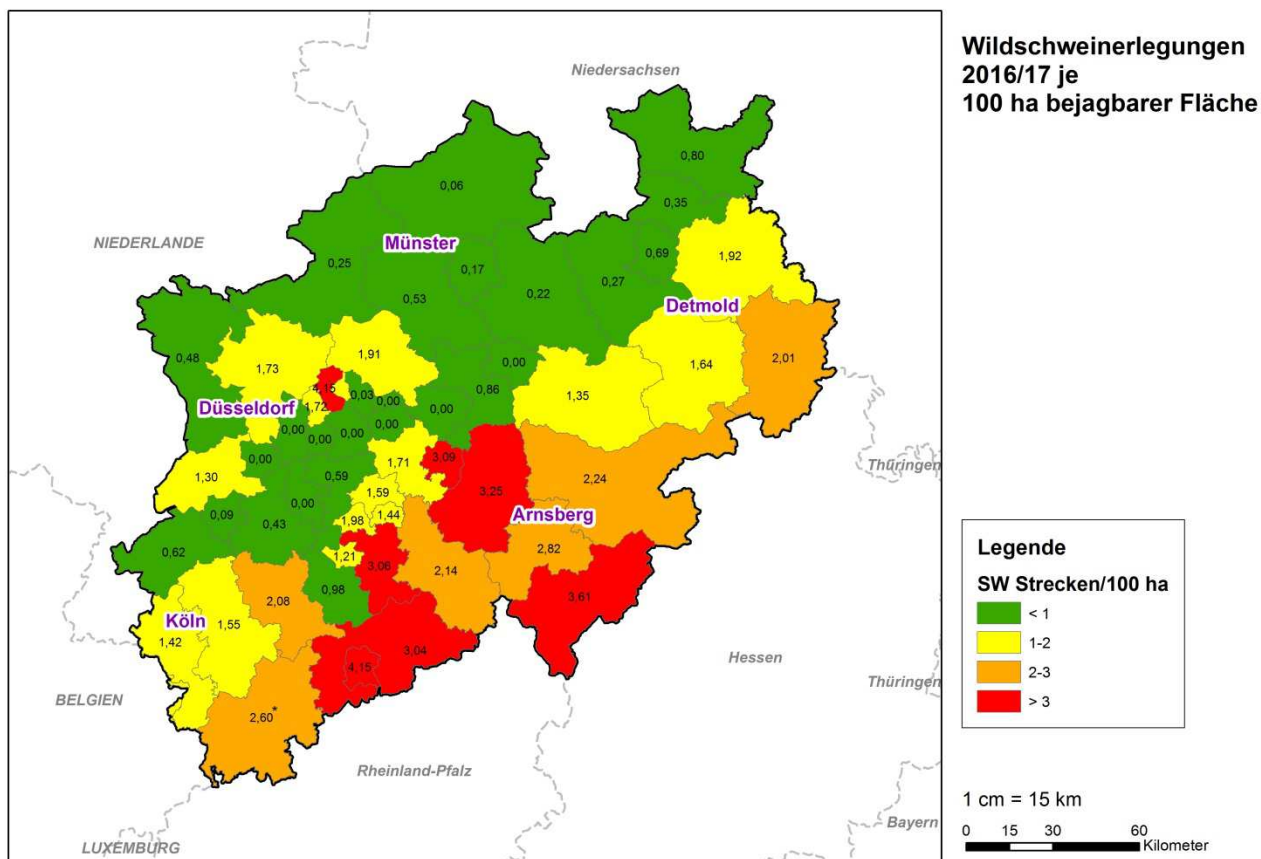 Wildschweinerlegungen
2016/17 je
100 ha bejagbarer Fläche
Niedersachsen
0,80
0,06
0,35
NIEDERLANDE
Münster
0,25
0,17
0,69
1,92
0,53
0,22
0,27
Detmold
0,48
1,73
1,91
0,00
1,64
2,01
4,15
0,03
0,86
1,35
Düsseldorf
1,72
0,00
0,00
0,00
0,00
0,00
0,00
0,00
1,71
3,09
Thüringen
1,30
0,59
1,59
3,25
2,24
0,00
0,09
0,43
1,98
1,44
Arnsberg
0,62
1,21
3,06
2,82
2,14
2,08
0,98
3,61
Köln
1,42
1,55
3,04
4,15
Hessen
Thüringen
BELGIEN
2,60*
Rheinland-Pfalz
Bayern
LUXEMBURG
Legende
SW Strecken/100 ha
< 1
1-2
2-3
> 3
1 cm = 15 km
0 15 30 60
Kilometer